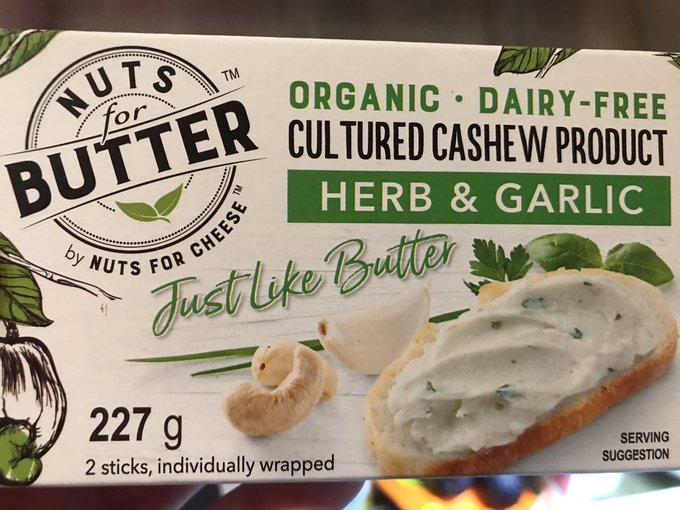 NUTS
for
BUTTER
TM
by NUTS FOR CHEESE TM
ORGANIC · DAIRY-FREE
CULTURED CASHEW PRODUCT
HERB & GARLIC
Just Like Butter
227 g
2 sticks, individually wrapped
SERVING
SUGGESTION